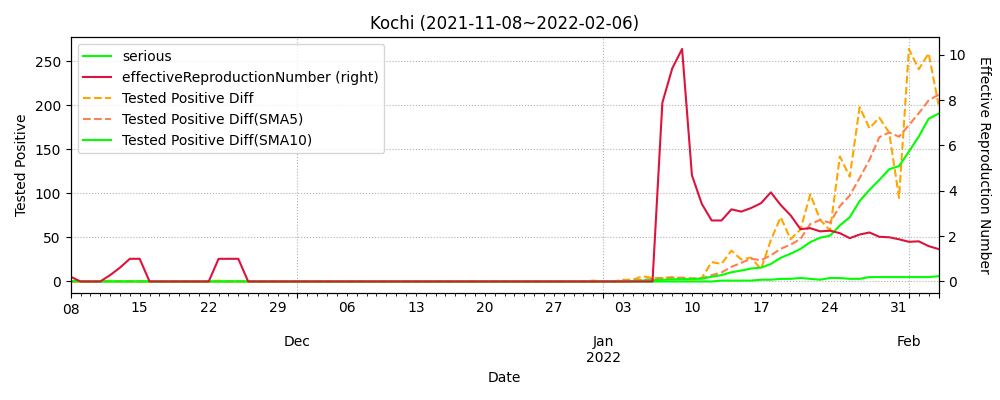 Kochi (2021-11-08~2022-02-06)
serious
effectiveReproductionNumber (right)
Tested Positive Diff
Tested Positive Diff(SMA5)
Tested Positive Diff(SMA10)
Tested Positive
250
200
150
100
50
0
10
8
6
4
2
0
Effective Reproduction Number
08 15 22 29 06 13 20 27 03 10 17 24 31
Dec Jan Feb
2022
Date